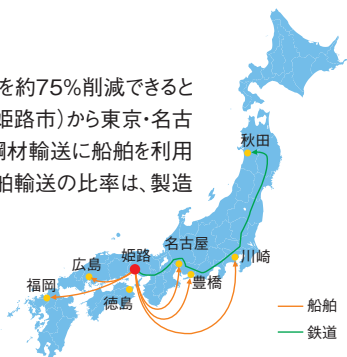 を約75%削減できると
姫路市)から東京・名古
鋼材輸送に船舶を利用
舶輸送の比率は、製造
秋田
名古屋
姫路
広島
川崎
福岡
豊橋
徳島
船舶
鉄道